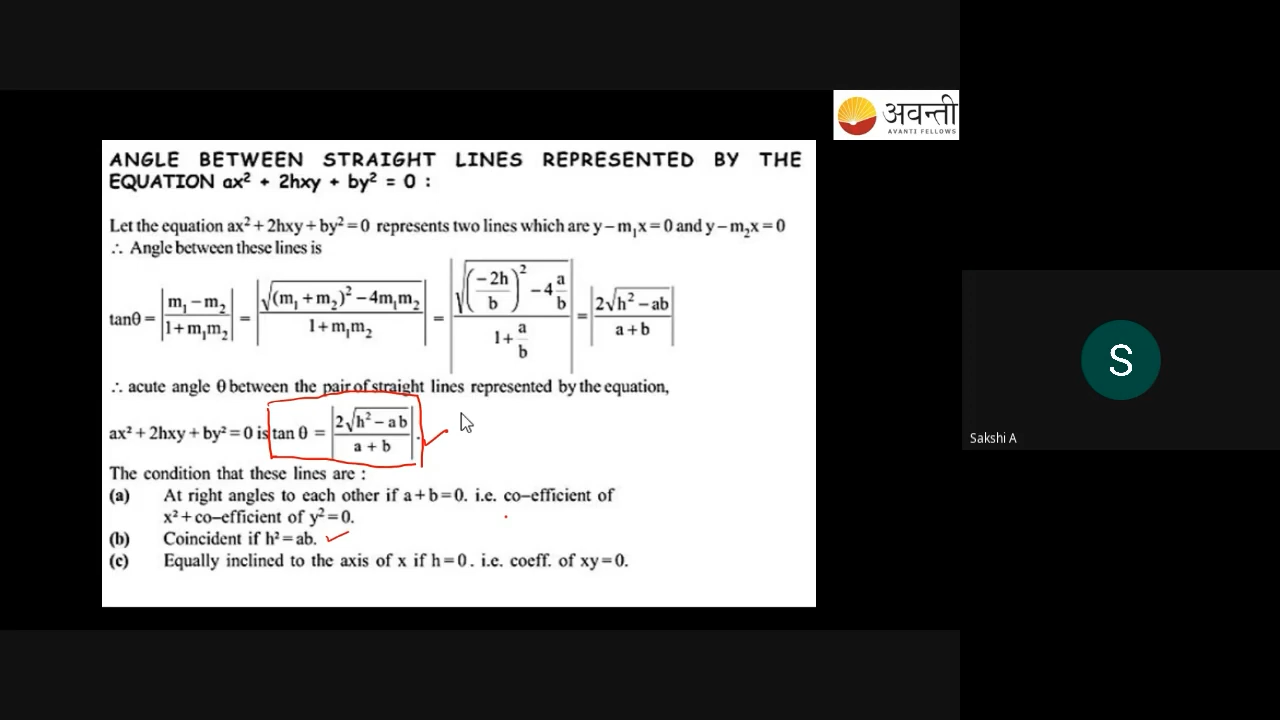 अवन्ती
AVANTI FELLOWS
ANGLE BETWEEN STRAIGHT LINES REPRESENTED BY THE
EQUATION ax² + 2hxy + by² = 0 :
Let the equation ax² + 2hxy + by² = 0 represents two lines which are y – m₁x = 0 and y – m₂x = 0
∴ Angle between these lines is
tanθ = |(m₁ – m₂)/(1 + m₁m₂)| = |√((m₁ + m₂)² – 4m₁m₂)/(1 + m₁m₂)| = |√((–2h/b)² – 4 a/b)/(1 + a/b)| = |2√(h² – ab)/(a + b)|
∴ acute angle θ between the pair of straight lines represented by the equation,
ax² + 2hxy + by² = 0 is tan θ = |2√(h² – ab)/(a + b)|.
The condition that these lines are :
(a) At right angles to each other if a + b = 0. i.e. co–efficient of
x² + co–efficient of y² = 0.
(b) Coincident if h² = ab.
(c) Equally inclined to the axis of x if h = 0. i.e. coeff. of xy = 0.
S
Sakshi A